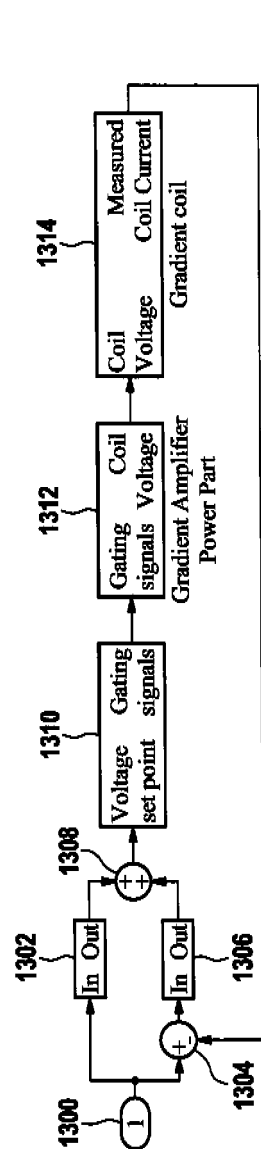 1300
1
1302
In Out
1304
+ -
1306
In Out
1308
+ +
1310
Voltage Gating
set point signals
1312
Gating Coil
signals Voltage
Gradient Amplifier
Power Part
1314
Coil Measured
Voltage Coil Current
Gradient coil